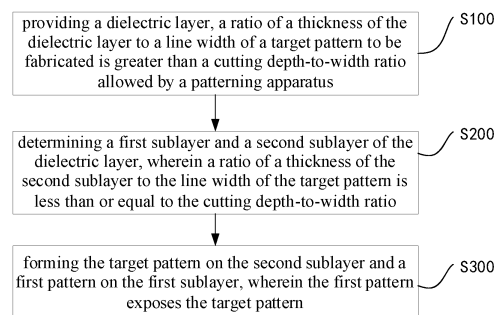 providing a dielectric layer, a ratio of a thickness of the
dielectric layer to a line width of a target pattern to be
fabricated is greater than a cutting depth-to-width ratio
allowed by a patterning apparatus
S100
determining a first sublayer and a second sublayer of the
dielectric layer, wherein a ratio of a thickness of the
second sublayer to the line width of the target pattern is
less than or equal to the cutting depth-to-width ratio
S200
forming the target pattern on the second sublayer and a
first pattern on the first sublayer, wherein the first pattern
exposes the target pattern
S300